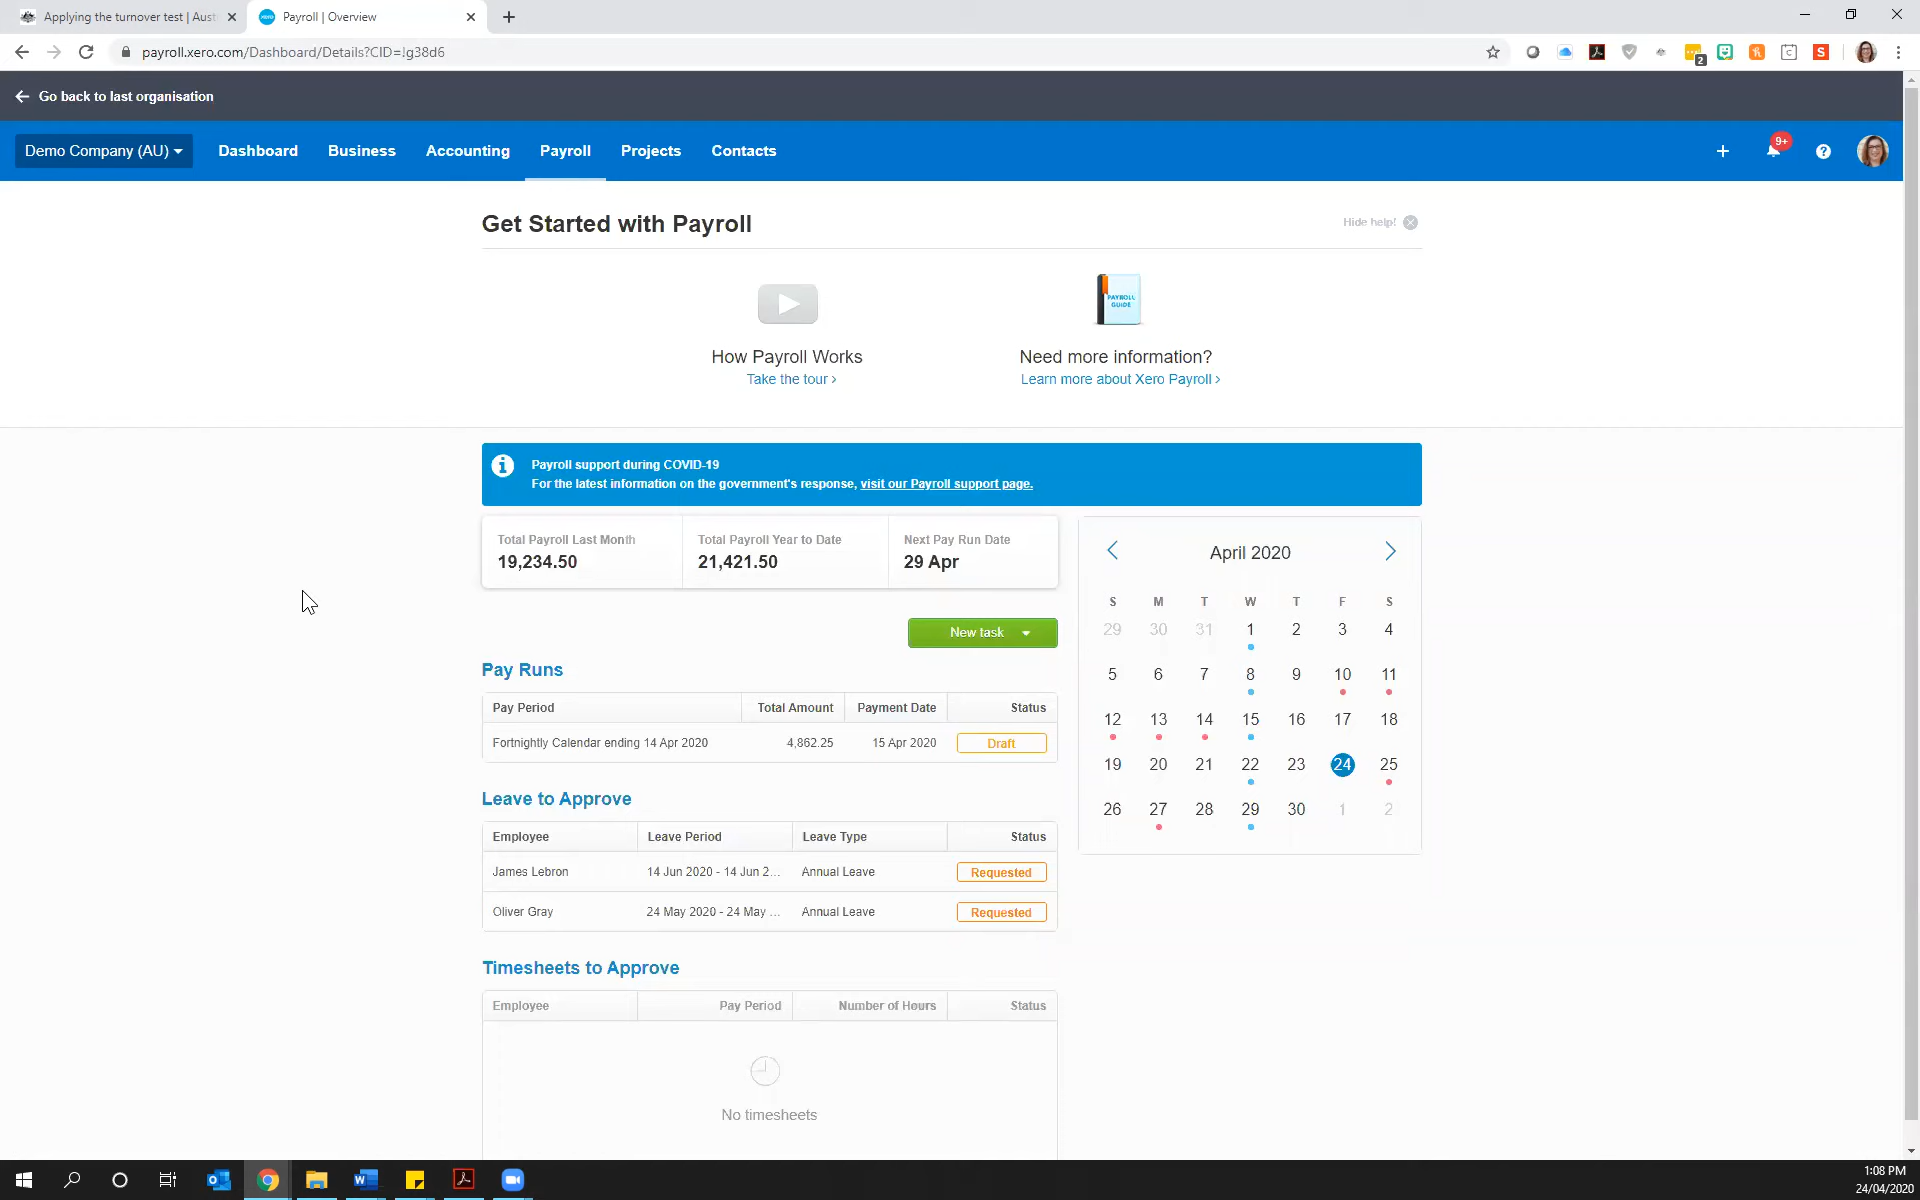 Applying the turnover test | Aust
Payroll | Overview
payroll.xero.com/Dashboard/Details?CID=!g38d6
2
Go back to last organisation
Demo Company (AU)
Dashboard
Business
Accounting
Payroll
Projects
Contacts
9+
Get Started with Payroll
Hide help!
PAYROLL
GUIDE
How Payroll Works
Take the tour ›
Need more information?
Learn more about Xero Payroll ›
Payroll support during COVID-19
For the latest information on the government's response, visit our Payroll support page.
Total Payroll Last Month
19,234.50
Total Payroll Year to Date
21,421.50
Next Pay Run Date
29 Apr
New task
Pay Runs
Pay Period Total Amount Payment Date Status
Fortnightly Calendar ending 14 Apr 2020 4,862.25 15 Apr 2020 Draft
Leave to Approve
Employee Leave Period Leave Type Status
James Lebron 14 Jun 2020 - 14 Jun 2... Annual Leave Requested
Oliver Gray 24 May 2020 - 24 May ... Annual Leave Requested
Timesheets to Approve
Employee Pay Period Number of Hours Status
No timesheets
April 2020
S M T W T F S
29 30 31 1 2 3 4
5 6 7 8 9 10 11
12 13 14 15 16 17 18
19 20 21 22 23 24 25
26 27 28 29 30 1 2
1:08 PM
24/04/2020